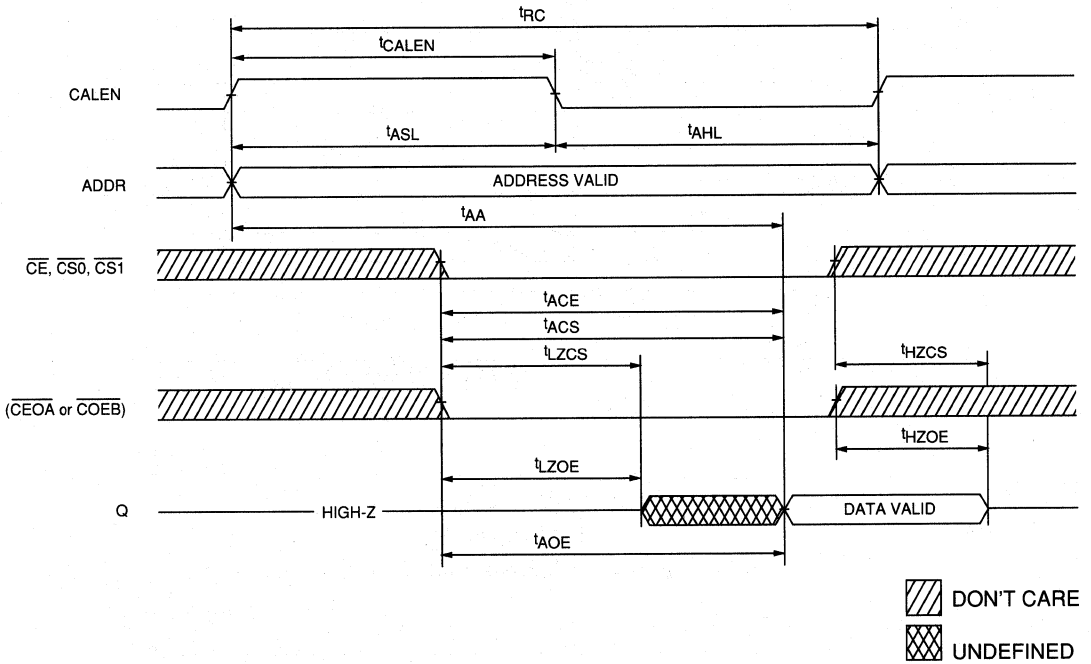 tRC
tCALEN
CALEN
tASL
tAHL
ADDR
ADDRESS VALID
tAA
CE, CS0, CS1
tACE
tACS
tLZCS
tHZCS
(CEOA or COEB)
tHZOE
tLZOE
Q
HIGH-Z
DATA VALID
tAOE
DON'T CARE
UNDEFINED